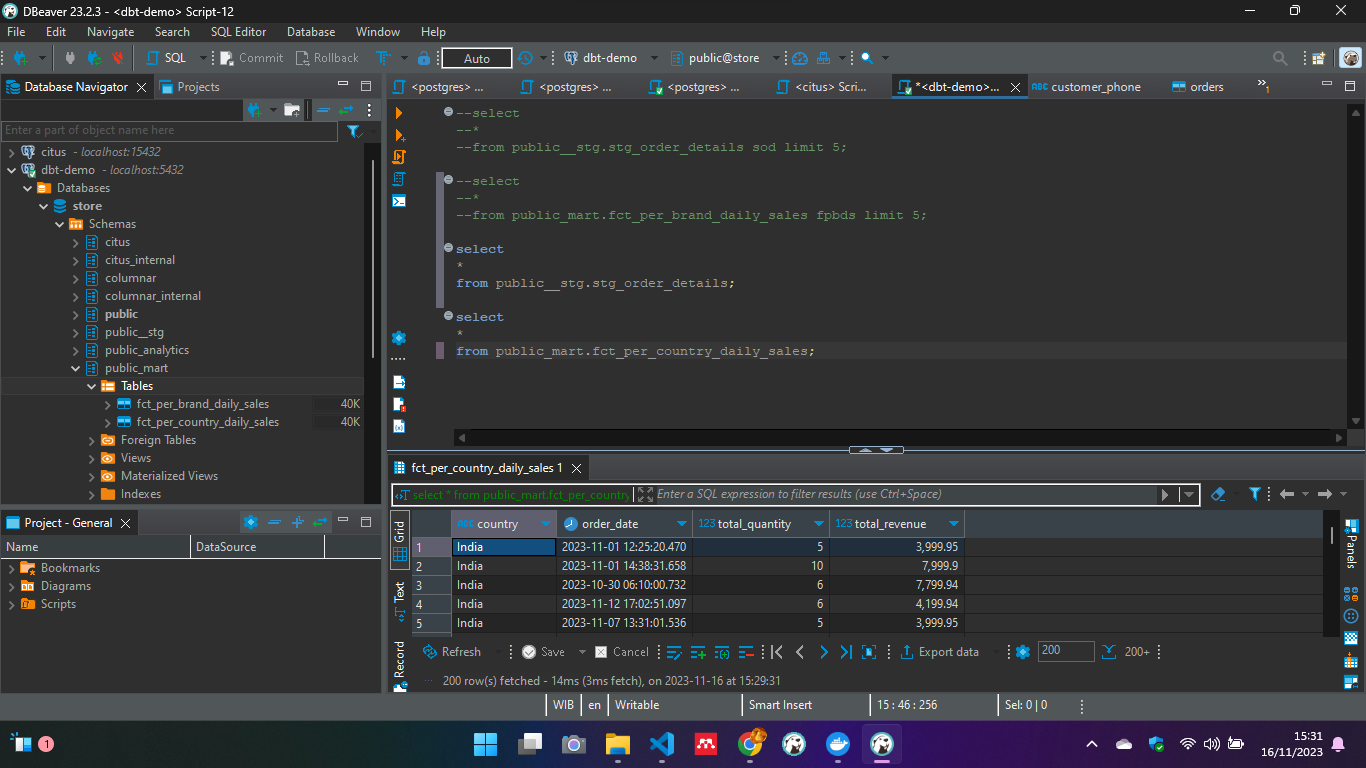 DBeaver 23.2.3 - <dbt-demo> Script-12
File Edit Navigate Search SQL Editor Database Window Help
SQL Commit Rollback Auto dbt-demo public@store
Database Navigator Projects
<postgres> ... <postgres> ... <postgres> ... <citus> Scri... *<dbt-demo>... ABC customer_phone orders »1
Enter a part of object name here
citus - localhost:15432
dbt-demo - localhost:5432
Databases
store
Schemas
citus
citus_internal
columnar
columnar_internal
public
public__stg
public_analytics
public_mart
Tables
fct_per_brand_daily_sales 40K
fct_per_country_daily_sales 40K
Foreign Tables
Views
Materialized Views
Indexes
--select
--*
--from public__stg.stg_order_details sod limit 5;
--select
--*
--from public_mart.fct_per_brand_daily_sales fpbds limit 5;
select
*
from public__stg.stg_order_details;
select
*
from public_mart.fct_per_country_daily_sales;
Project - General
Name DataSource
Bookmarks
Diagrams
Scripts
fct_per_country_daily_sales 1
select * from public_mart.fct_per_country Enter a SQL expression to filter results (use Ctrl+Space)
Grid
Text
Record
Panels
ABC country order_date 123 total_quantity 123 total_revenue
1 India 2023-11-01 12:25:20.470 5 3,999.95
2 India 2023-11-01 14:38:31.658 10 7,999.9
3 India 2023-10-30 06:10:00.732 6 7,799.94
4 India 2023-11-12 17:02:51.097 6 4,199.94
5 India 2023-11-07 13:31:01.536 5 3,999.95
Refresh Save Cancel Export data 200 200+
200 row(s) fetched - 14ms (3ms fetch), on 2023-11-16 at 15:29:31
WIB en Writable Smart Insert 15 : 46 : 256 Sel: 0 | 0
1
15:31
16/11/2023